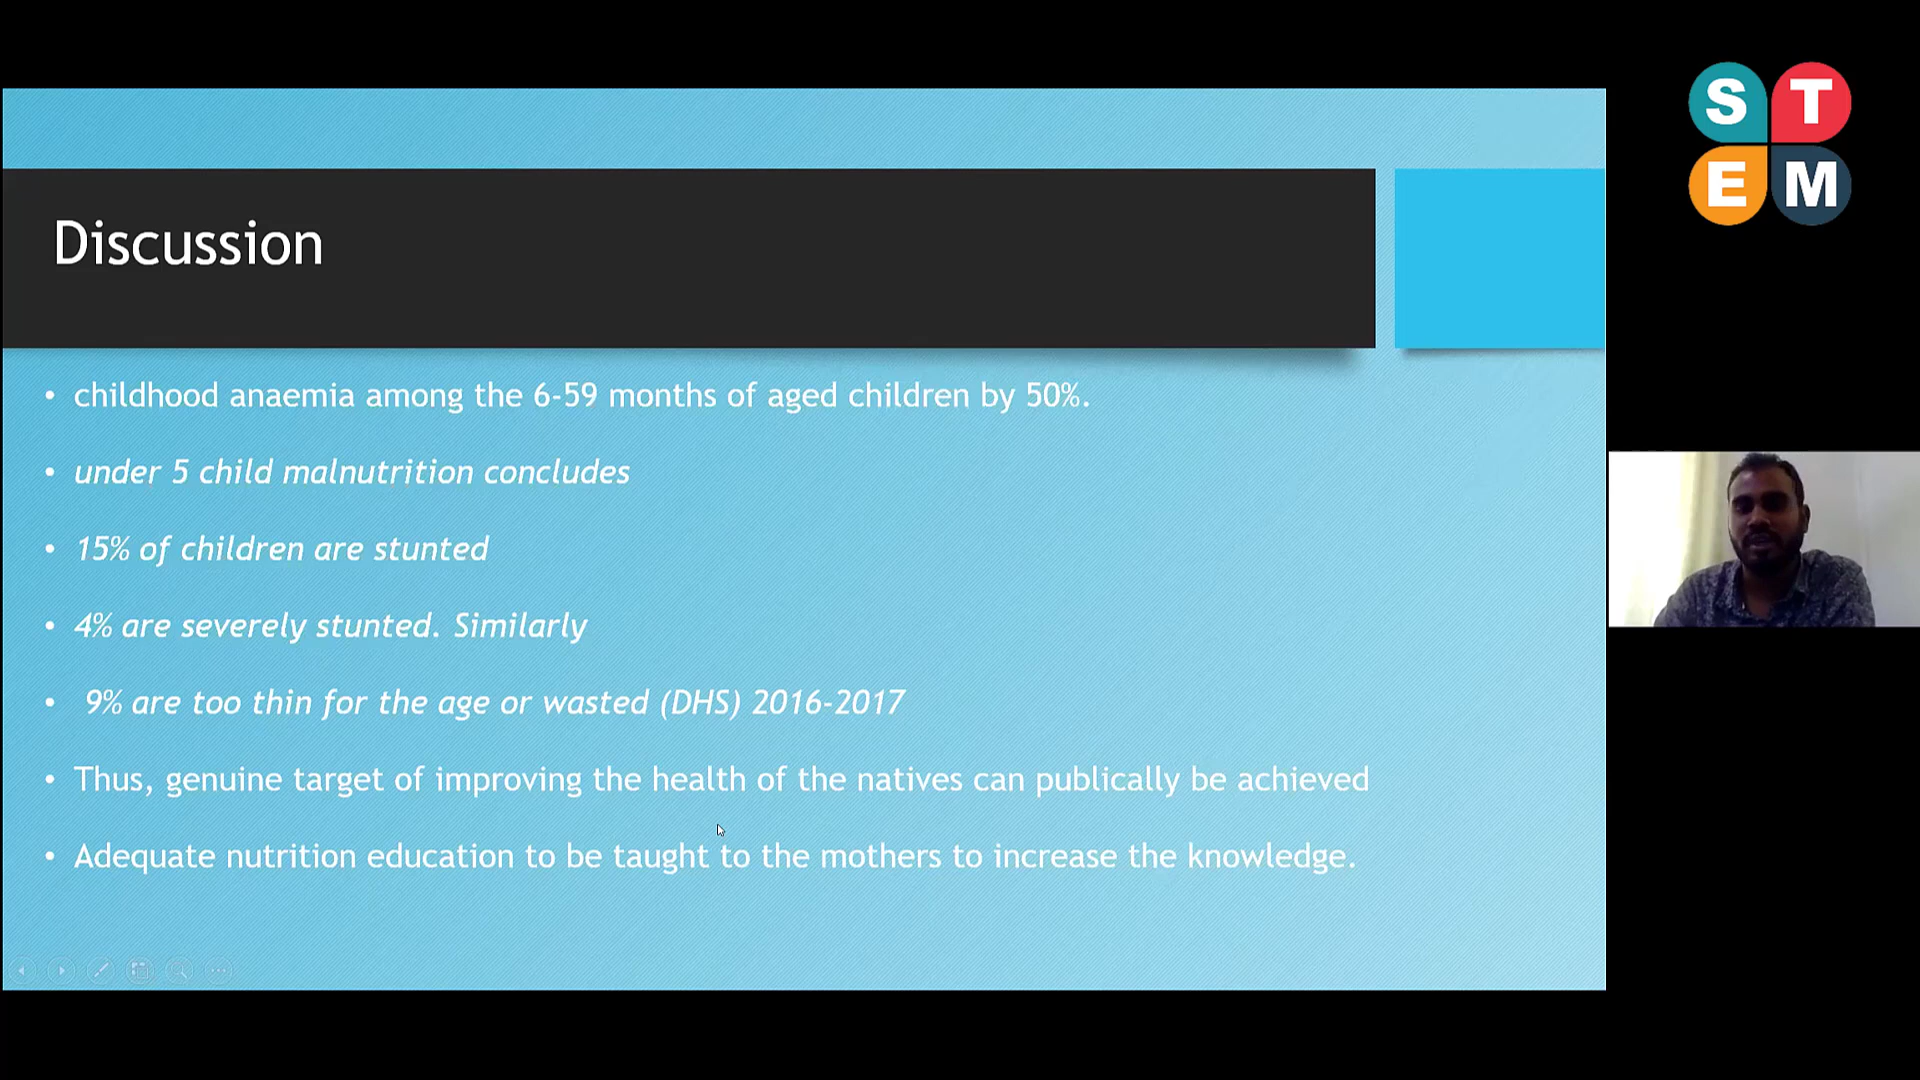 S T
E M
Discussion
• childhood anaemia among the 6-59 months of aged children by 50%.
• under 5 child malnutrition concludes
• 15% of children are stunted
• 4% are severely stunted. Similarly
• 9% are too thin for the age or wasted (DHS) 2016-2017
• Thus, genuine target of improving the health of the natives can publically be achieved
• Adequate nutrition education to be taught to the mothers to increase the knowledge.